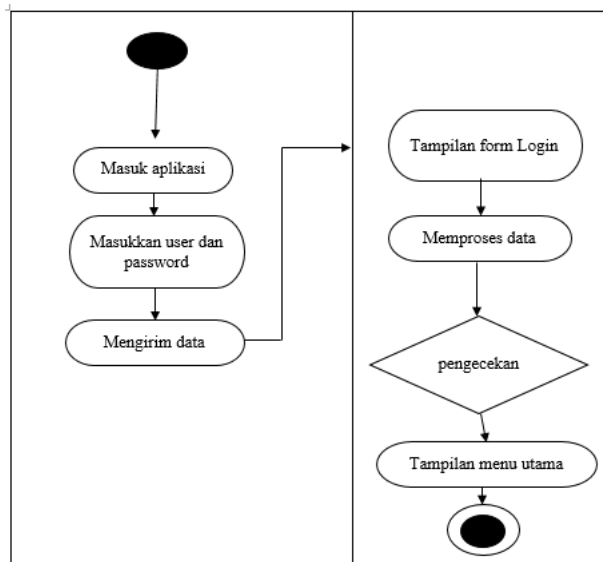 Masuk aplikasi
Masukkan user dan
password
Mengirim data
Tampilan form Login
Memproses data
pengecekan
Tampilan menu utama